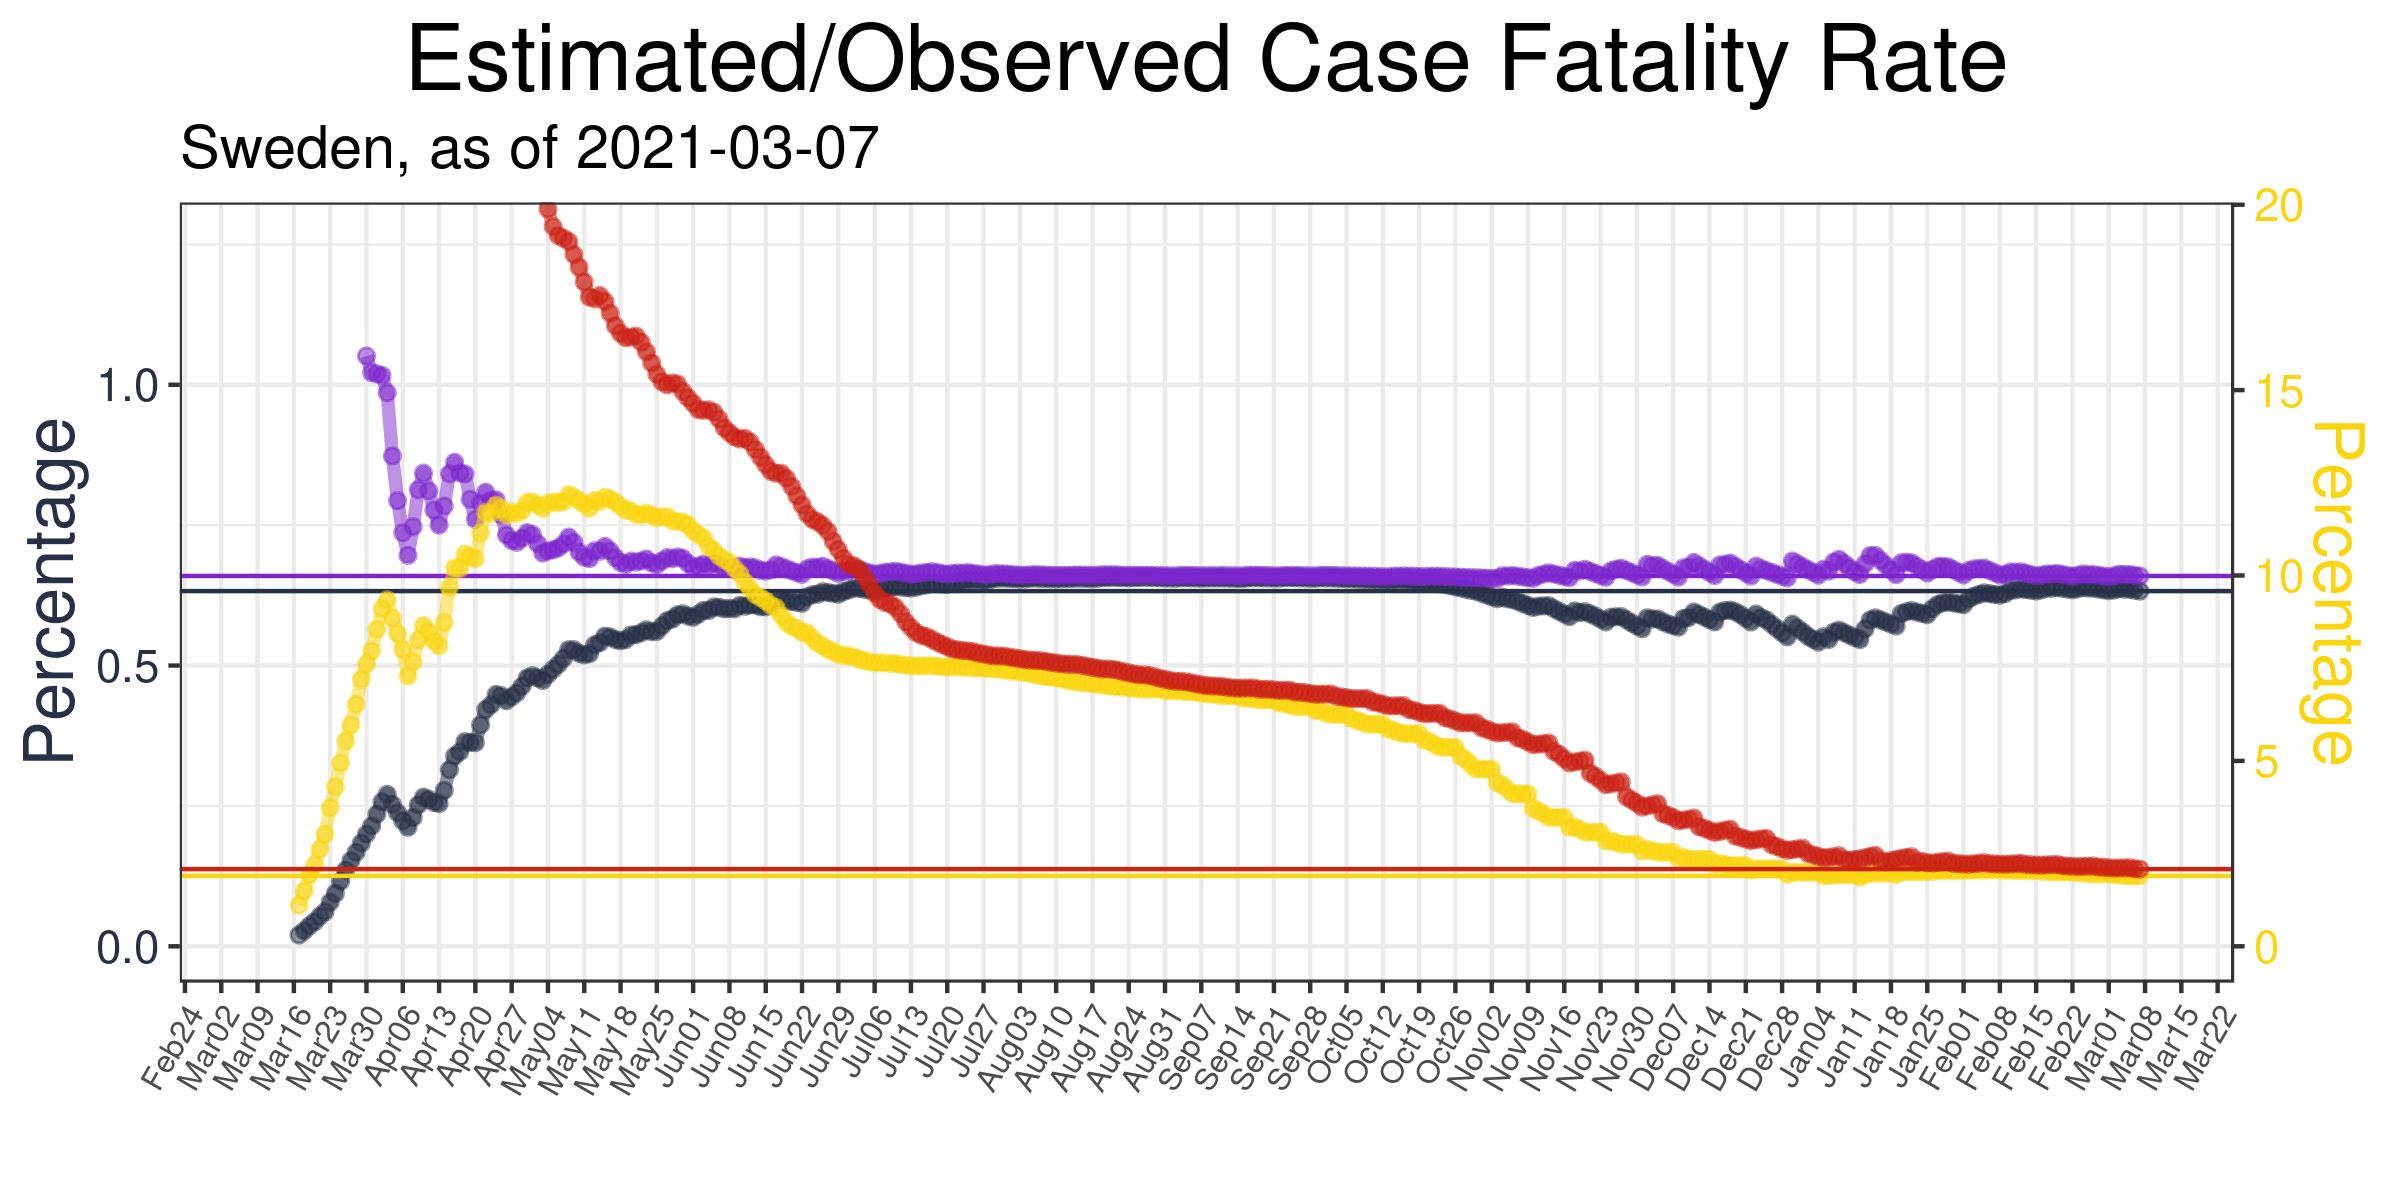 Estimated/Observed Case Fatality Rate
Sweden, as of 2021-03-07
Percentage
1.0
0.5
0.0
20
15
10
5
0
Percentage
Feb24
Mar02
Mar09
Mar16
Mar23
Mar30
Apr06
Apr13
Apr20
Apr27
May04
May11
May18
May25
Jun01
Jun08
Jun15
Jun22
Jun29
Jul06
Jul13
Jul20
Jul27
Aug03
Aug10
Aug17
Aug24
Aug31
Sep07
Sep14
Sep21
Sep28
Oct05
Oct12
Oct19
Oct26
Nov02
Nov09
Nov16
Nov23
Nov30
Dec07
Dec14
Dec21
Dec28
Jan04
Jan11
Jan18
Jan25
Feb01
Feb08
Feb15
Feb22
Mar01
Mar08
Mar15
Mar22